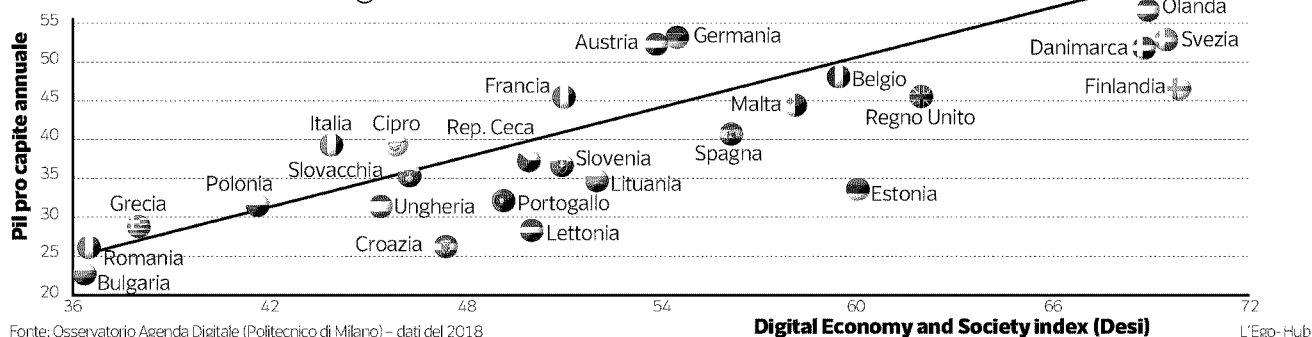 55
50
45
40
35
30
25
20
Pil pro capite annuale
Olanda
Austria
Germania
Danimarca
Svezia
Francia
Belgio
Finlandia
Malta
Regno Unito
Italia
Cipro
Rep. Ceca
Spagna
Slovacchia
Slovenia
Polonia
Lituania
Estonia
Grecia
Ungheria
Portogallo
Croazia
Lettonia
Romania
Bulgaria
36
42
48
54
60
66
72
Fonte: Osservatorio Agenda Digitale (Politecnico di Milano) – dati del 2018
Digital Economy and Society index (Desi)
L'Ego-Hub